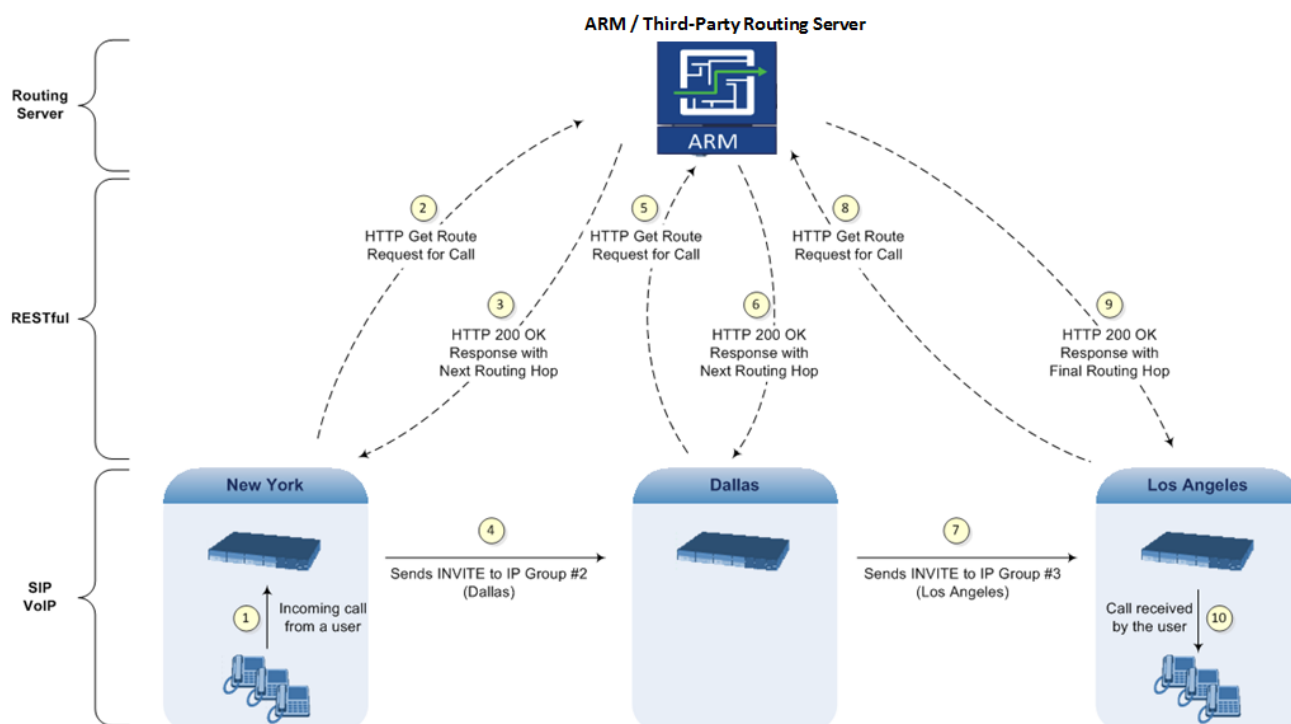 ARM / Third-Party Routing Server
Routing
Server
ARM
RESTful
2
HTTP Get Route
Request for Call
3
HTTP 200 OK
Response with
Next Routing Hop
5
HTTP Get Route
Request for Call
6
HTTP 200 OK
Response with
Next Routing Hop
8
HTTP Get Route
Request for Call
9
HTTP 200 OK
Response with
Final Routing Hop
SIP
VoIP
New York
1
Incoming call
from a user
4
Sends INVITE to IP Group #2
(Dallas)
Dallas
7
Sends INVITE to IP Group #3
(Los Angeles)
Los Angeles
Call received
by the user
10